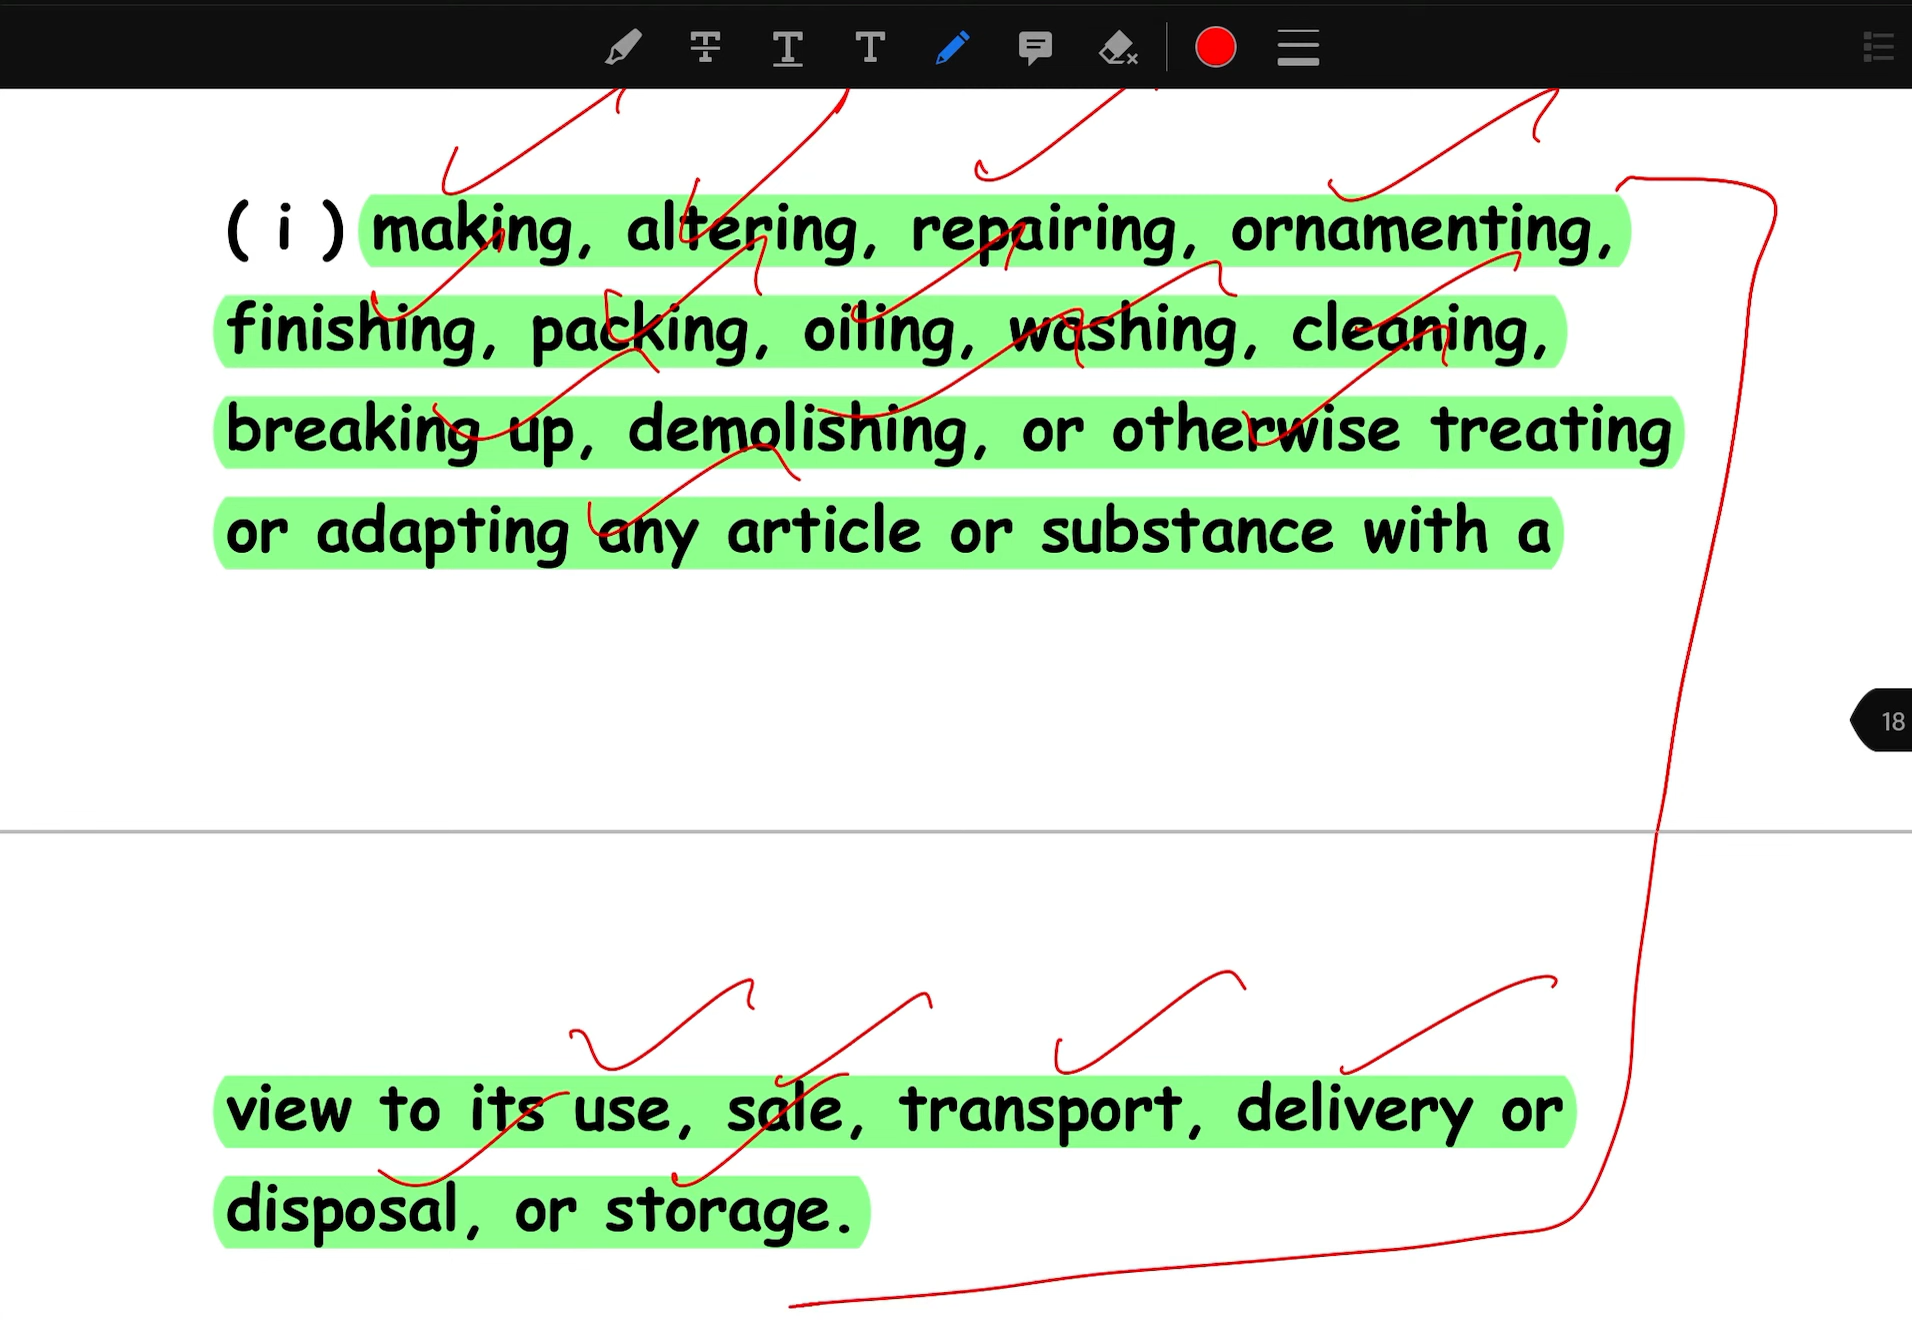 ( i ) making, altering, repairing, ornamenting,
finishing, packing, oiling, washing, cleaning,
breaking up, demolishing, or otherwise treating
or adapting any article or substance with a
18
view to its use, sale, transport, delivery or
disposal, or storage.